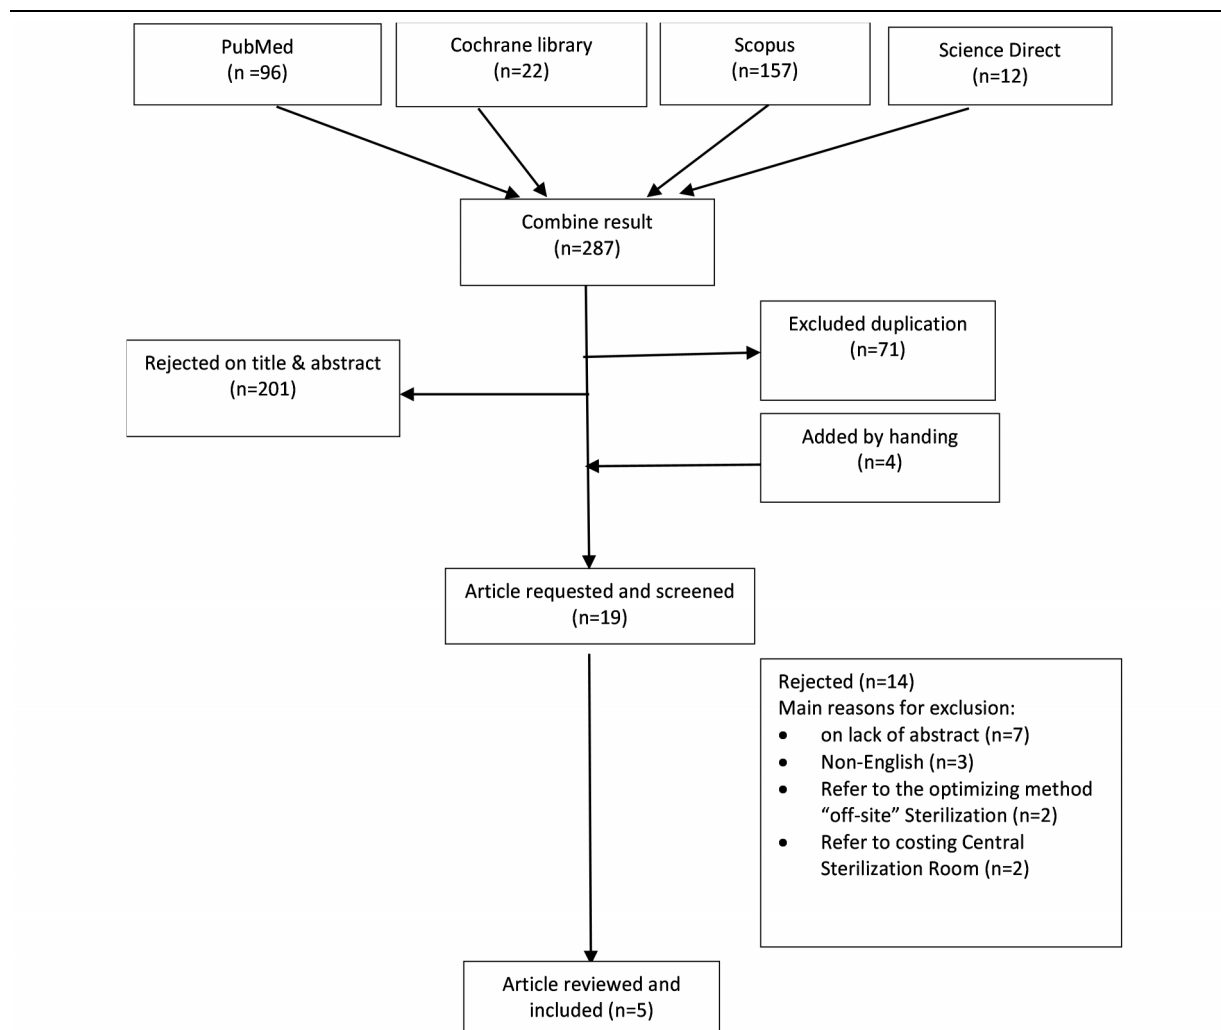 PubMed
(n =96)
Cochrane library
(n=22)
Scopus
(n=157)
Science Direct
(n=12)
Combine result
(n=287)
Excluded duplication
(n=71)
Rejected on title & abstract
(n=201)
Added by handing
(n=4)
Article requested and screened
(n=19)
Rejected (n=14)
Main reasons for exclusion:
• on lack of abstract (n=7)
• Non-English (n=3)
• Refer to the optimizing method
“off-site” Sterilization (n=2)
• Refer to costing Central
Sterilization Room (n=2)
Article reviewed and
included (n=5)